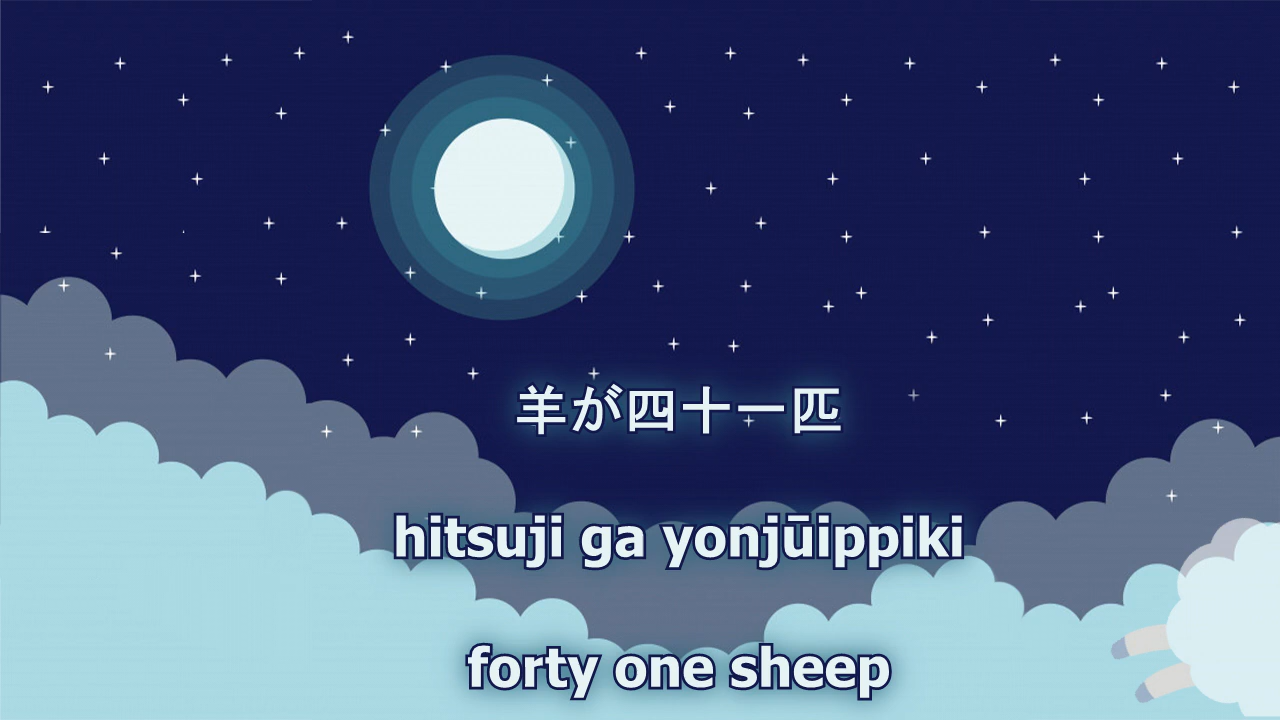 羊が四十一匹
hitsuji ga yonjūippiki
forty one sheep